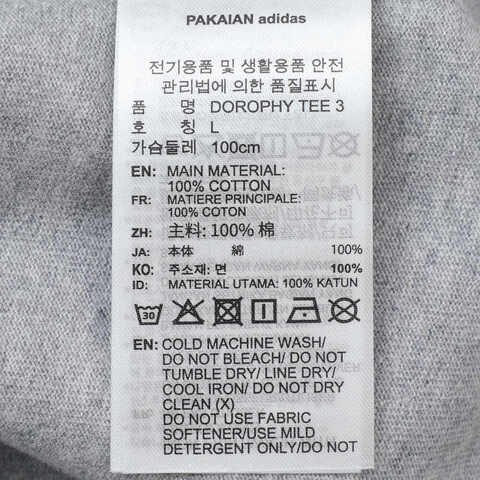 PAKAIAN adidas
전기용품 및 생활용품 안전
관리법에 의한 품질표시
품 명 DOROPHY TEE 3
호 칭 L
가슴둘레 100cm
EN: MAIN MATERIAL:
100% COTTON
FR: MATIERE PRINCIPALE:
100% COTON
ZH: 主料: 100% 棉
JA: 本体 綿 100%
KO: 주소재: 면 100%
ID: MATERIAL UTAMA: 100% KATUN
30
EN: COLD MACHINE WASH/
DO NOT BLEACH/ DO NOT
TUMBLE DRY/ LINE DRY/
COOL IRON/ DO NOT DRY
CLEAN (X)
DO NOT USE FABRIC
SOFTENER/USE MILD
DETERGENT ONLY/DO NOT